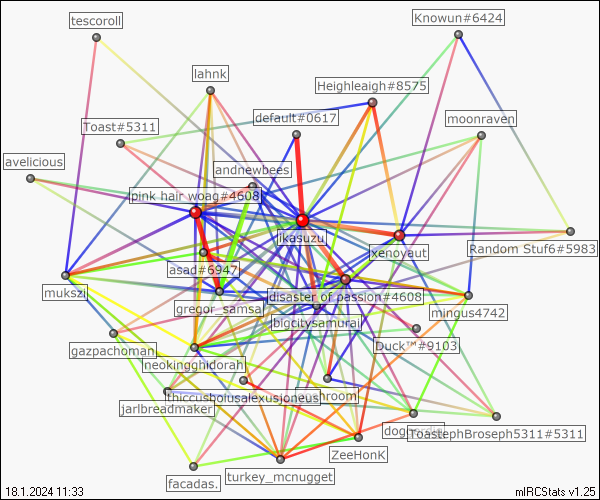 tescoroll
Knowun#6424
lahnk
Heighleaigh#8575
default#0617
moonraven
Toast#5311
avelicious
andnewbees
pink hair woag#4608
ikasuzu
xenoyaut
Random Stuf6#5983
asad#6947
mukszi
disaster of passion#4608
gregor_samsa
mingus4742
bigcitysamurai
Duck™#9103
gazpachoman
neokingghidorah
thiccusbolusalexusjoneus
hroom
jarlbreadmaker
dog
ToastephBroseph5311#5311
ZeeHonK
turkey_mcnugget
facadas.
18.1.2024 11:33
mIRCStats v1.25